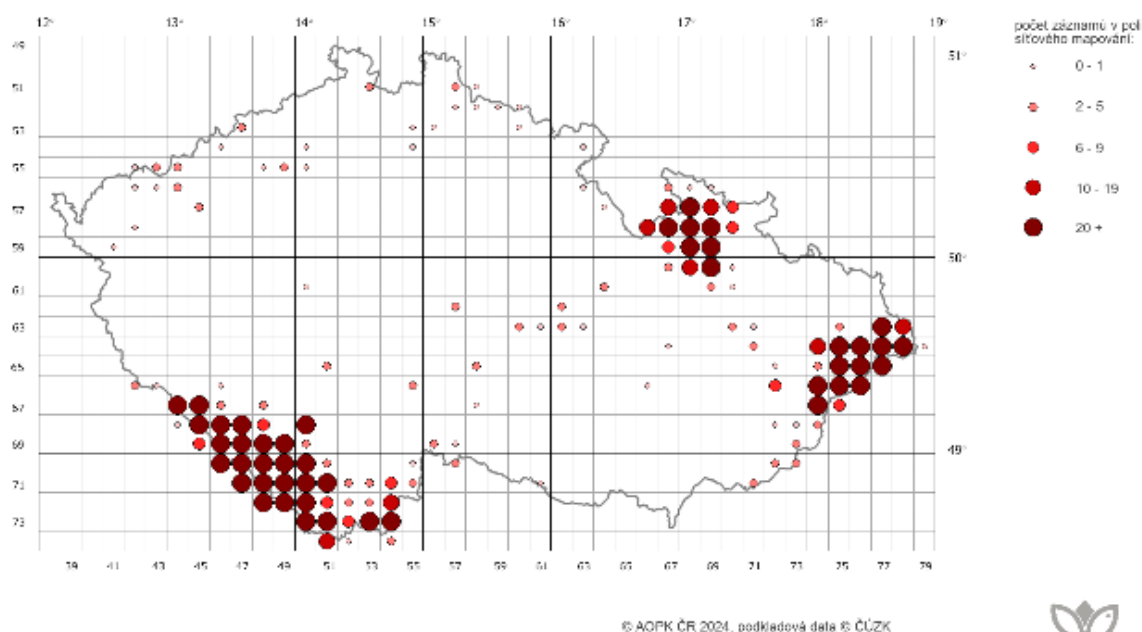 12° 13° 14° 15° 16° 17° 18° 19°
počet záznamů v poli
síťového mapování:
0 - 1
2 - 5
6 - 9
10 - 19
20 +
49
51
53
55
57
59
61
63
65
67
69
71
73
51°
50°
49°
39 41 43 45 47 49 51 53 55 57 59 61 63 65 67 69 71 73 75 77 79
© AOPK ČR 2024, podkladová data © ČÚZK